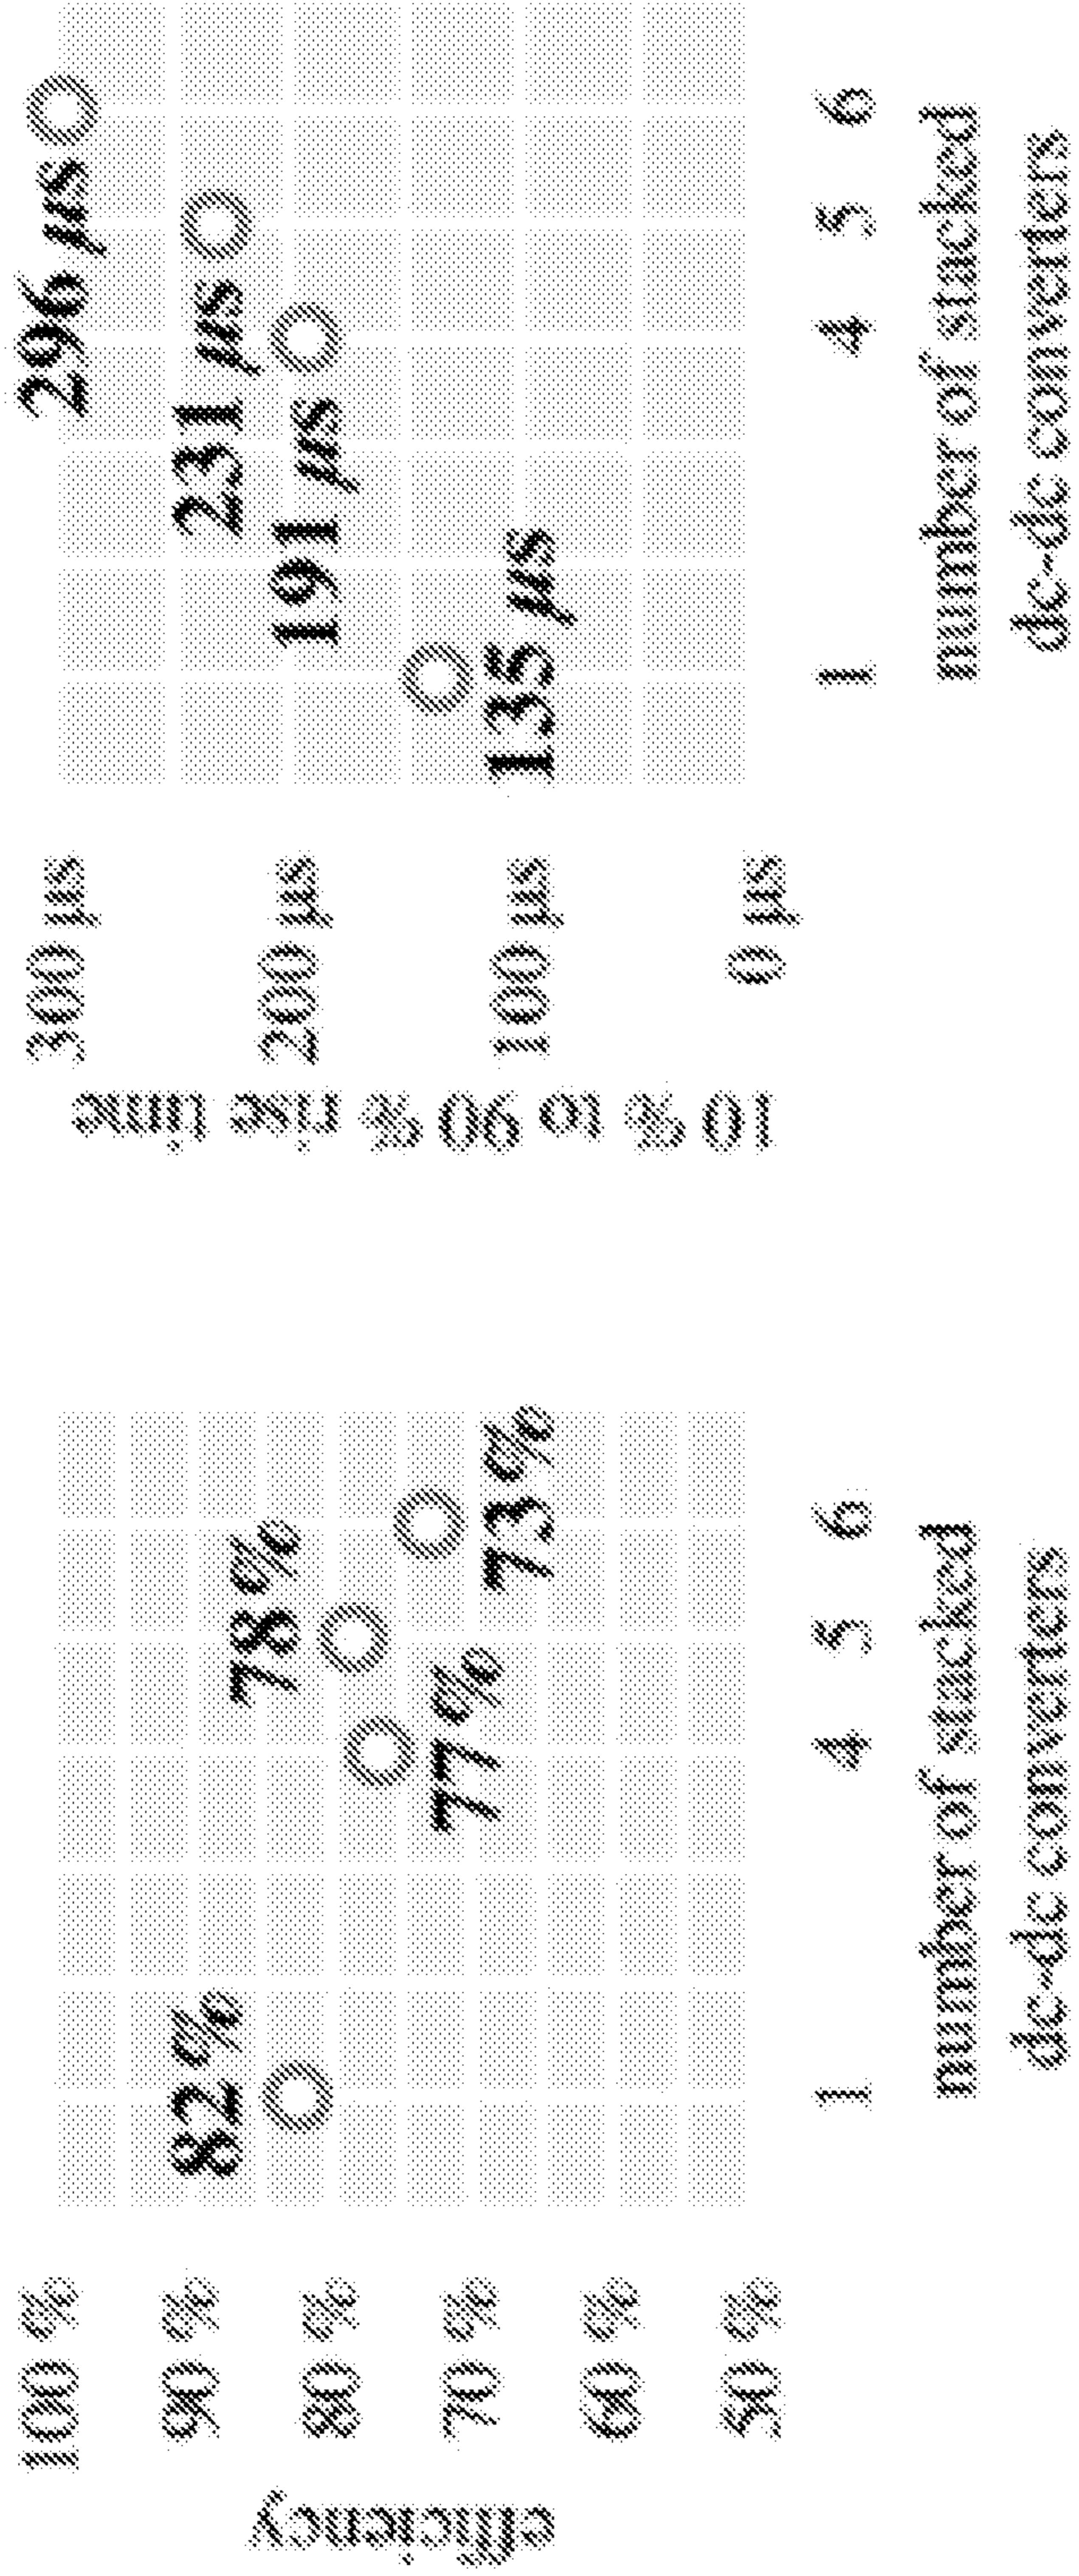 efficiency
100 %
90 %
80 %
70 %
60 %
50 %
82 %
77 %
78 %
73 %
1 4 5 6
number of stacked
dc-dc converters
10 % to 90 % rise time
300 µs
200 µs
100 µs
0 µs
135 µs
191 µs
231 µs
296 µs
1 4 5 6
number of stacked
dc-dc converters